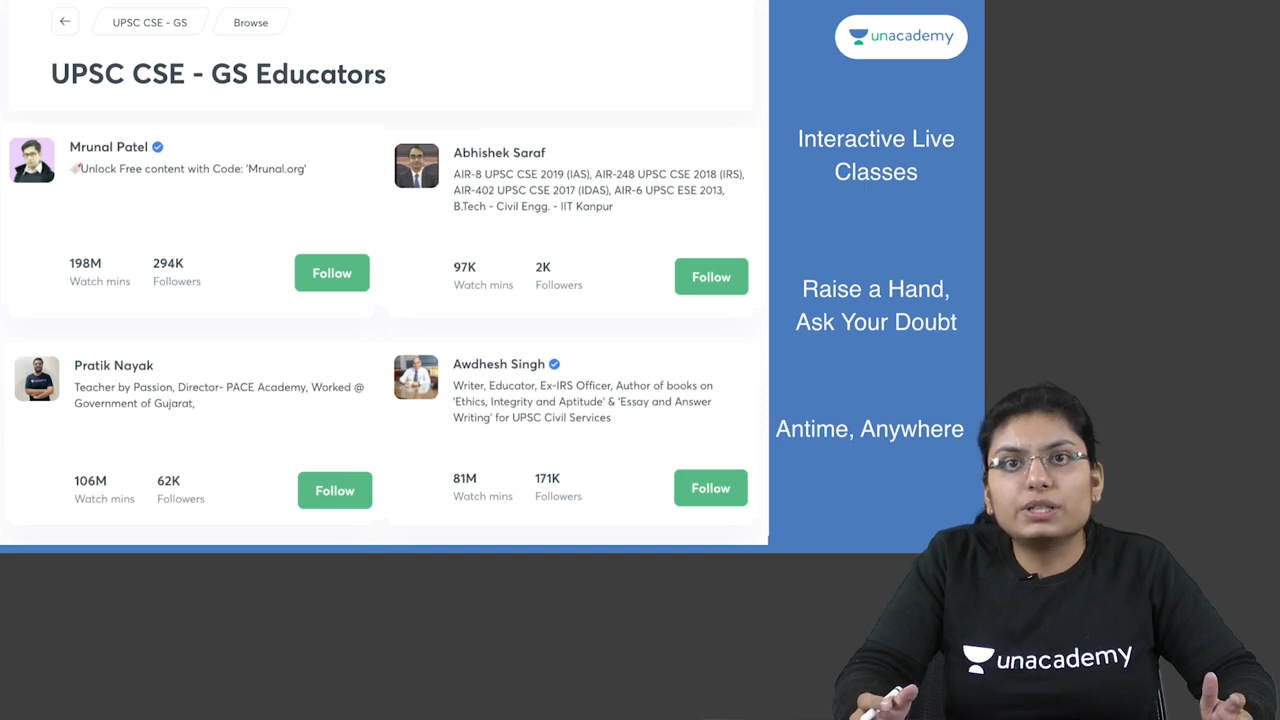 UPSC CSE - GS
Browse
UPSC CSE - GS Educators
Mrunal Patel
Unlock Free content with Code: 'Mrunal.org'
198M
294K
Watch mins
Followers
Follow
Abhishek Saraf
AIR-8 UPSC CSE 2019 (IAS), AIR-248 UPSC CSE 2018 (IRS),
AIR-402 UPSC CSE 2017 (IDAS), AIR-6 UPSC ESE 2013,
B.Tech - Civil Engg. - IIT Kanpur
97K
2K
Watch mins
Followers
Follow
Pratik Nayak
Teacher by Passion, Director- PACE Academy, Worked @
Government of Gujarat,
106M
62K
Watch mins
Followers
Follow
Awdhesh Singh
Writer, Educator, Ex-IRS Officer, Author of books on
'Ethics, Integrity and Aptitude' & 'Essay and Answer
Writing' for UPSC Civil Services
81M
171K
Watch mins
Followers
Follow
unacademy
Interactive Live
Classes
Raise a Hand,
Ask Your Doubt
Antime, Anywhere
unacademy